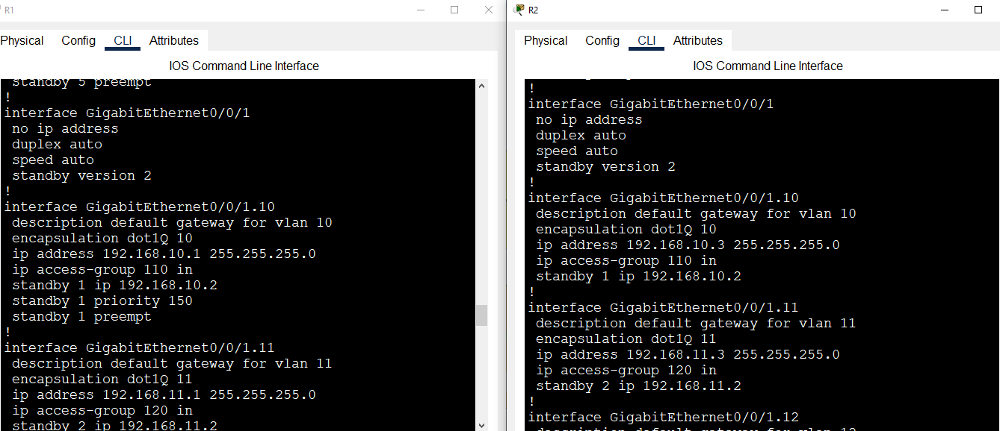 R1
Physical Config CLI Attributes
IOS Command Line Interface
standby 5 preempt
!
interface GigabitEthernet0/0/1
no ip address
duplex auto
speed auto
standby version 2
!
interface GigabitEthernet0/0/1.10
description default gateway for vlan 10
encapsulation dot1Q 10
ip address 192.168.10.1 255.255.255.0
ip access-group 110 in
standby 1 ip 192.168.10.2
standby 1 priority 150
standby 1 preempt
!
interface GigabitEthernet0/0/1.11
description default gateway for vlan 11
encapsulation dot1Q 11
ip address 192.168.11.1 255.255.255.0
ip access-group 120 in
standby 2 ip 192.168.11.2
R2
Physical Config CLI Attributes
IOS Command Line Interface
!
interface GigabitEthernet0/0/1
no ip address
duplex auto
speed auto
standby version 2
!
interface GigabitEthernet0/0/1.10
description default gateway for vlan 10
encapsulation dot1Q 10
ip address 192.168.10.3 255.255.255.0
ip access-group 110 in
standby 1 ip 192.168.10.2
!
interface GigabitEthernet0/0/1.11
description default gateway for vlan 11
encapsulation dot1Q 11
ip address 192.168.11.3 255.255.255.0
ip access-group 120 in
standby 2 ip 192.168.11.2
!
interface GigabitEthernet0/0/1.12
description default gateway for vlan 12